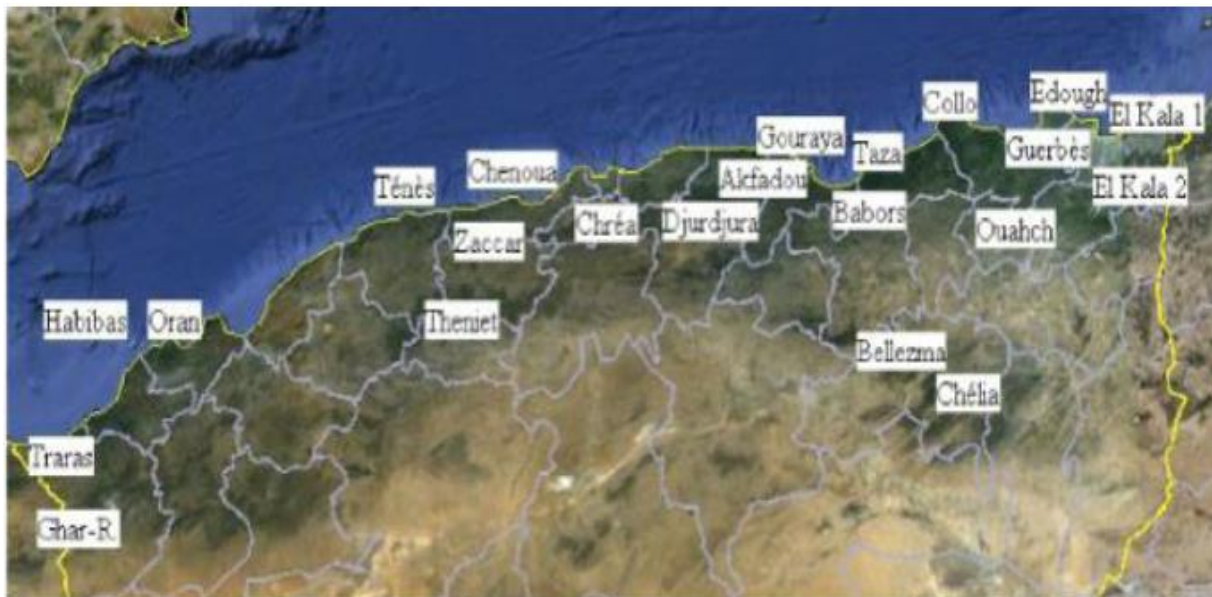 Edough
Collo
El Kala 1
Gouraya
Guerbès
Taza
Chenoua
Ténès
Akfadou
El Kala 2
Babors
Chréa
Djurdjura
Ouahch
Zaccar
Habibas
Oran
Theniet
Bellezma
Chélia
Traras
Ghar-R